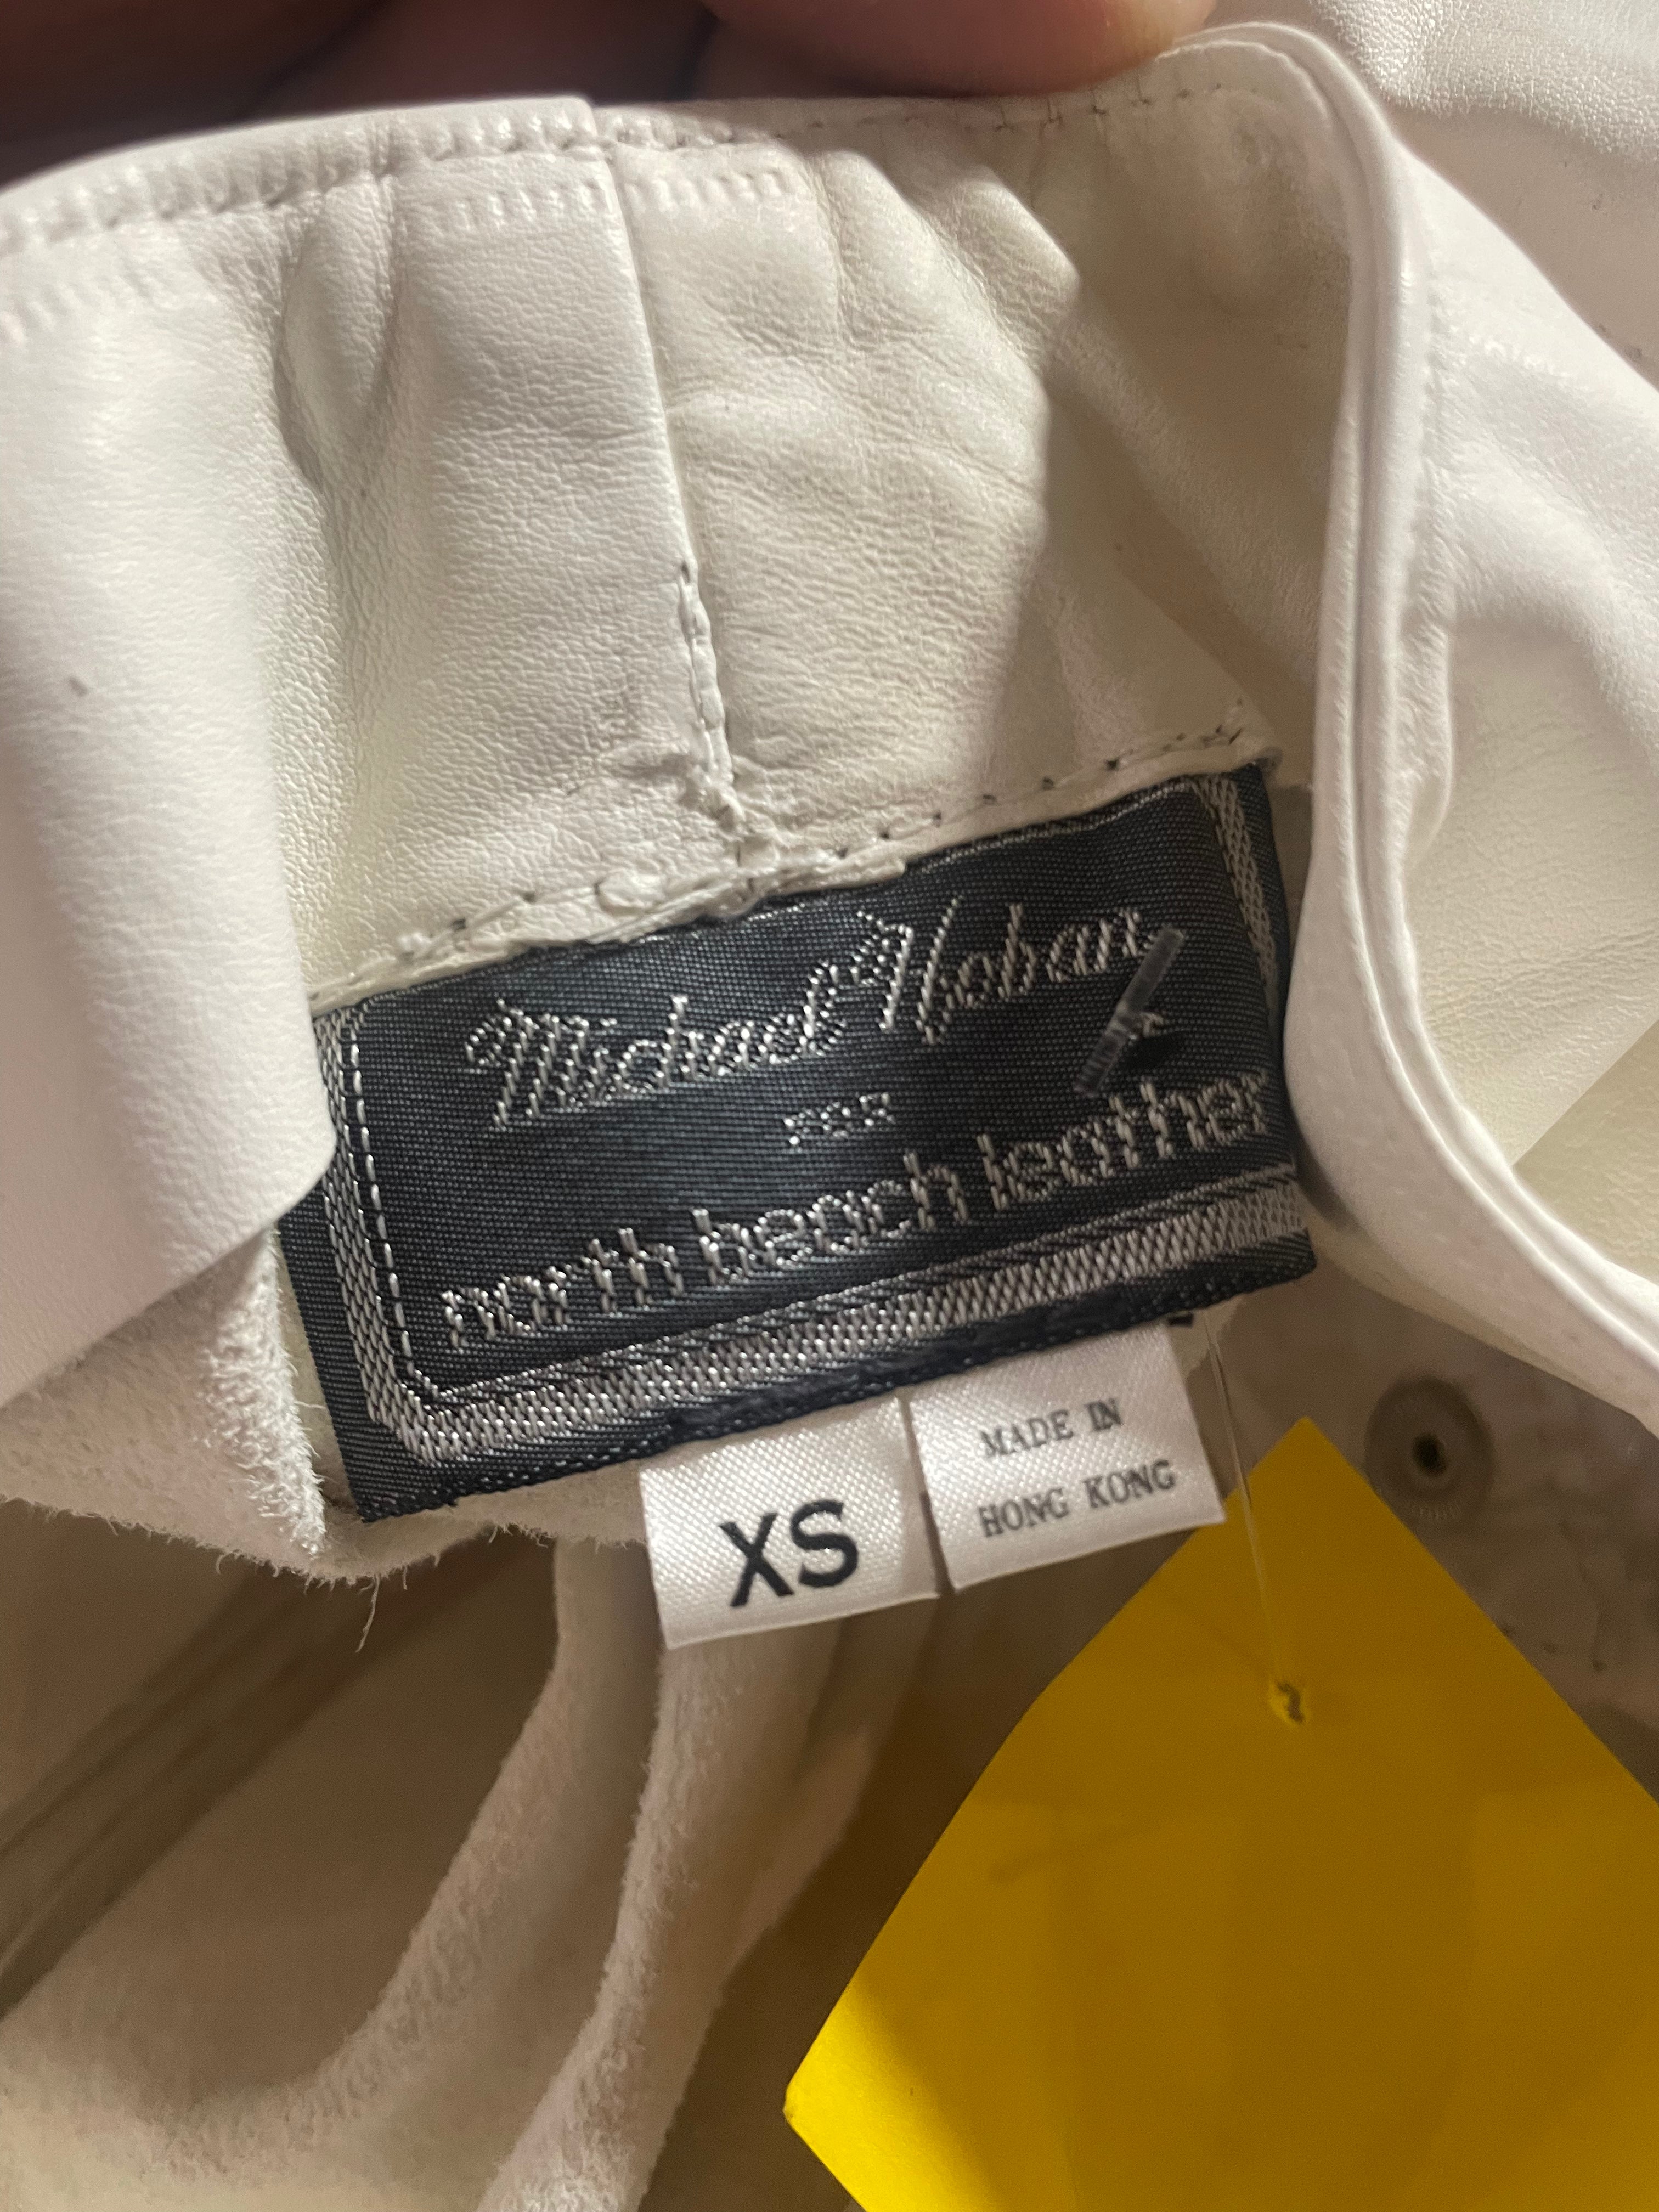 Michael Hoban
FOR
north beach leather
XS
MADE IN
HONG KONG